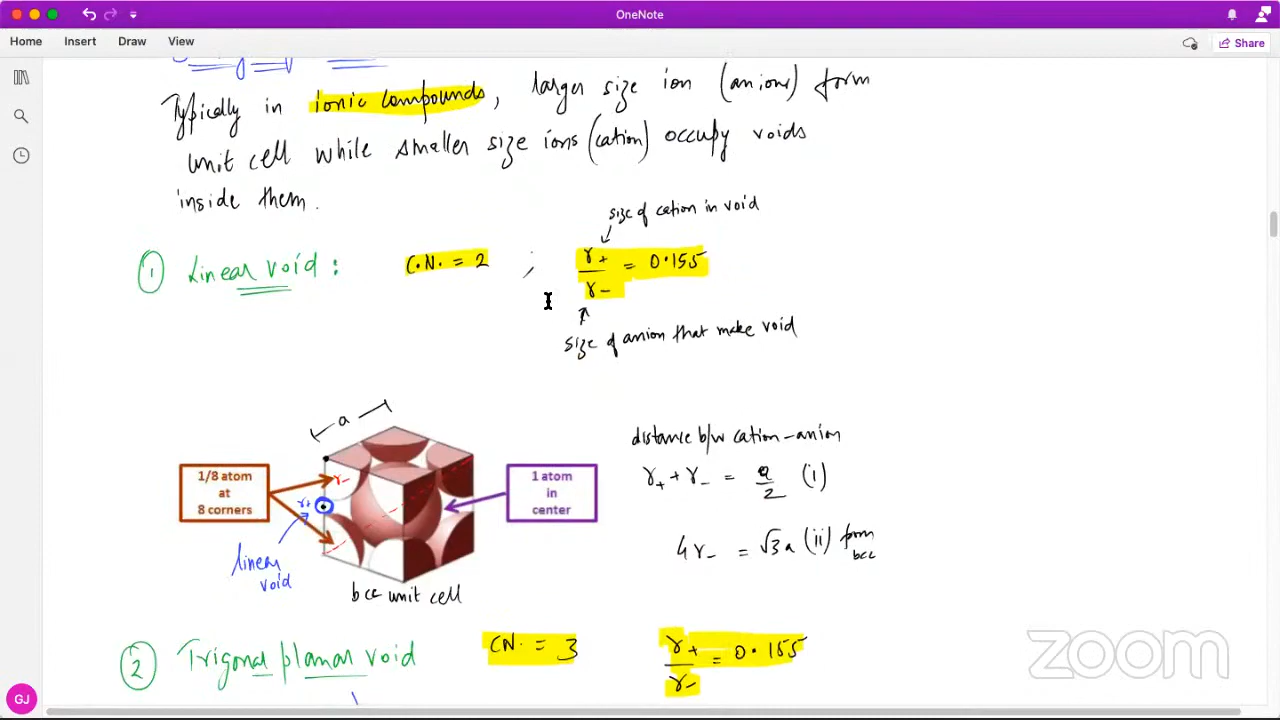 OneNote
Home Insert Draw View
Share
Typically in ionic compounds, larger size ion (anions) form
unit cell while smaller size ions (cation) occupy voids
inside them.
size of cation in void
① Linear void : C.N. = 2 ; r+/r- = 0.155
size of anion that make void
a
distance b/w cation-anion
1/8 atom
at
8 corners
r-
r+
1 atom
in
center
r+ + r- = a/2 (i)
4r- = √3a (ii) from
bcc
linear
void
bcc unit cell
② Trigonal planar void CN. = 3 r+/r- = 0.155
zoom
GJ